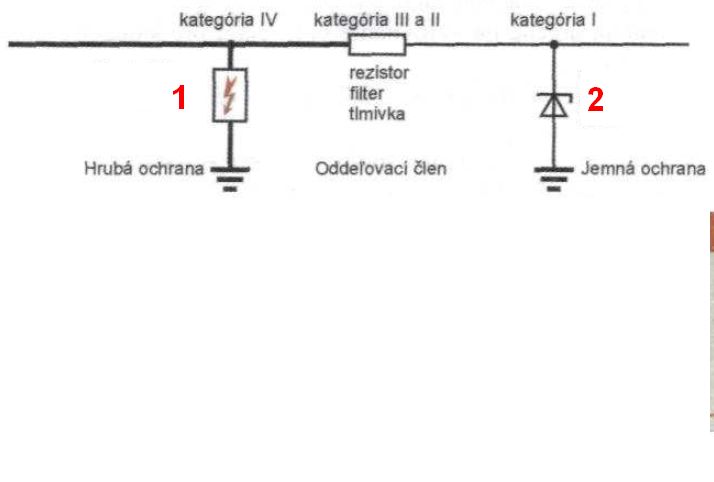 kategória IV
kategória III a II
kategória I
1
rezistor
filter
tlmivka
2
Hrubá ochrana
Oddeľovací člen
Jemná ochrana